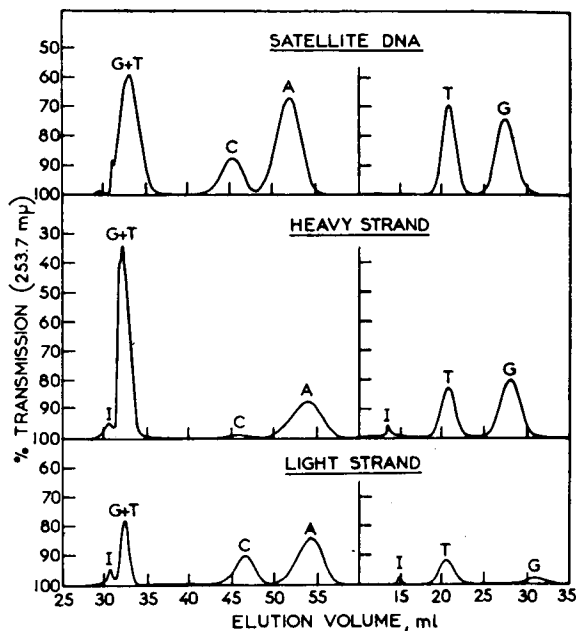 SATELLITE DNA
50
60
70
80
90
100
G+T
C
A
T
G
HEAVY STRAND
30
40
50
60
70
80
90
100
I
G+T
C
A
I
T
G
LIGHT STRAND
70
80
90
100
I
G+T
C
A
I
T
G
25 30 35 40 45 50 55 10 15 20 25 30 35
% TRANSMISSION (253.7 mμ)
ELUTION VOLUME, ml